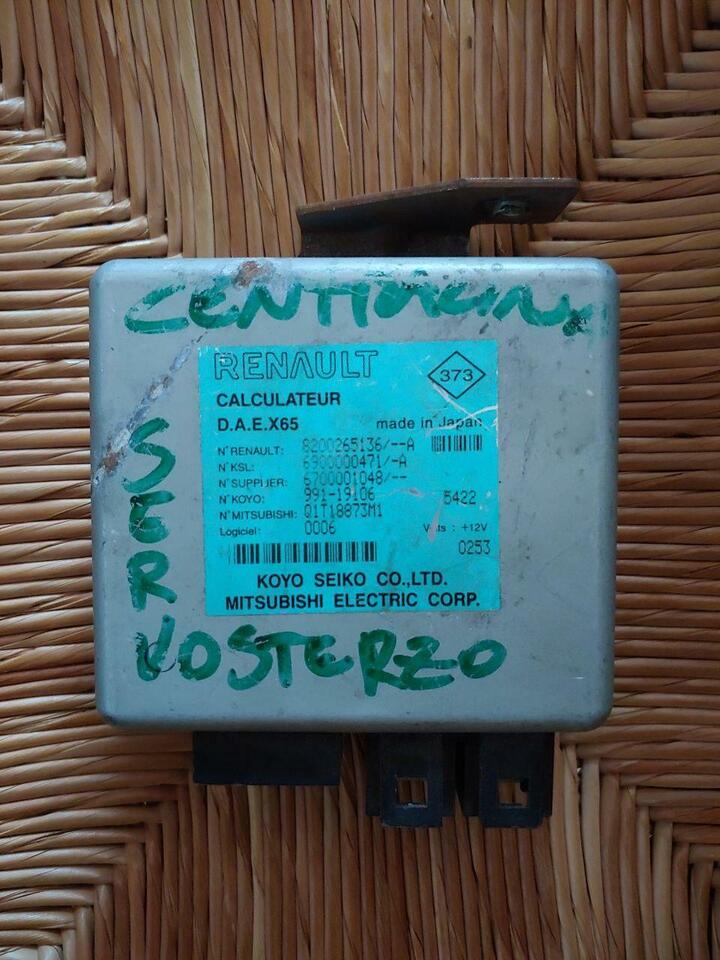 CENTRALINA
RENAULT
373
CALCULATEUR
D.A.E.X65 made in Japan
N°RENAULT: 8200265136/--A
N°KSL: 6900000471/-A
N°SUPPLIER: 6700001048/--
N°KOYO: 991-19106 5422
N°MITSUBISHI: Q1T18873M1
Logiciel: 0006 Volts : +12V
0253
KOYO SEIKO CO.,LTD.
MITSUBISHI ELECTRIC CORP.
SER
VOSTERZO